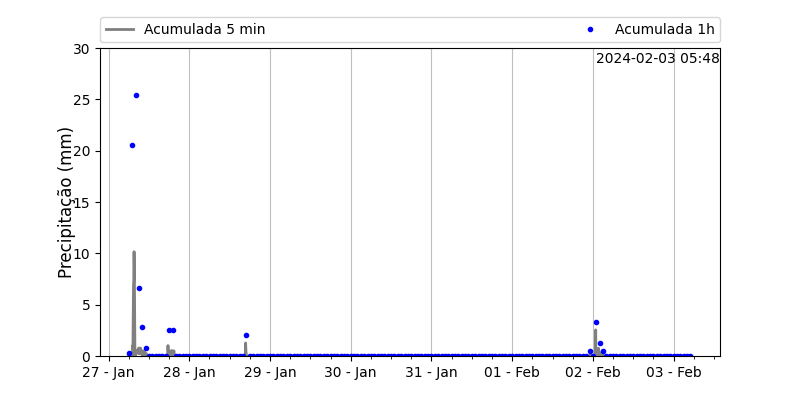 Acumulada 5 min
Acumulada 1h
2024-02-03 05:48
Precipitação (mm)
30
25
20
15
10
5
0
27 - Jan
28 - Jan
29 - Jan
30 - Jan
31 - Jan
01 - Feb
02 - Feb
03 - Feb